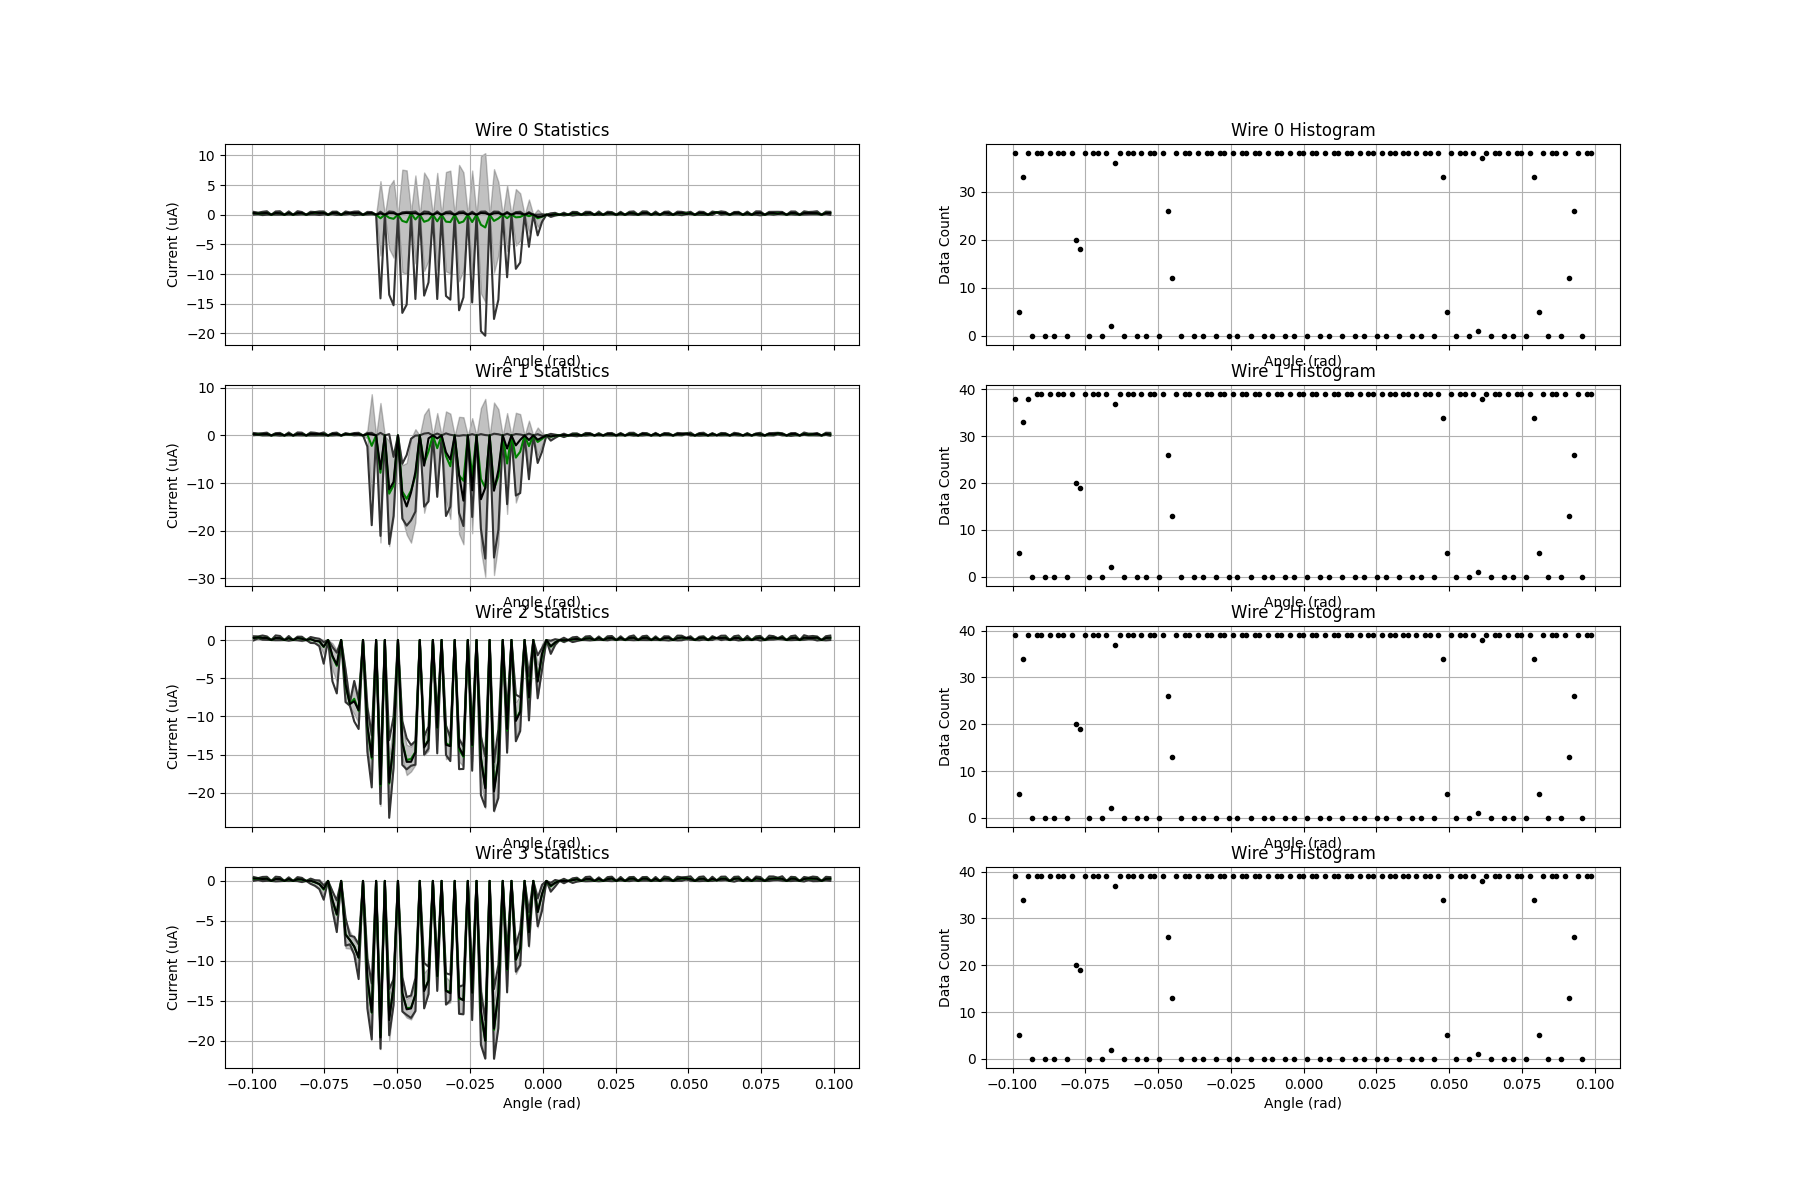 Wire 0 Statistics
Current (uA)
10
5
0
−5
−10
−15
−20
Angle (rad)
Wire 0 Histogram
Data Count
30
20
10
0
Angle (rad)
Wire 1 Statistics
Current (uA)
10
0
−10
−20
−30
Angle (rad)
Wire 1 Histogram
Data Count
40
30
20
10
0
Angle (rad)
Wire 2 Statistics
Current (uA)
0
−5
−10
−15
−20
Angle (rad)
Wire 2 Histogram
Data Count
40
30
20
10
0
Angle (rad)
Wire 3 Statistics
Current (uA)
0
−5
−10
−15
−20
−0.100 −0.075 −0.050 −0.025 0.000 0.025 0.050 0.075 0.100
Angle (rad)
Wire 3 Histogram
Data Count
40
30
20
10
0
−0.100 −0.075 −0.050 −0.025 0.000 0.025 0.050 0.075 0.100
Angle (rad)